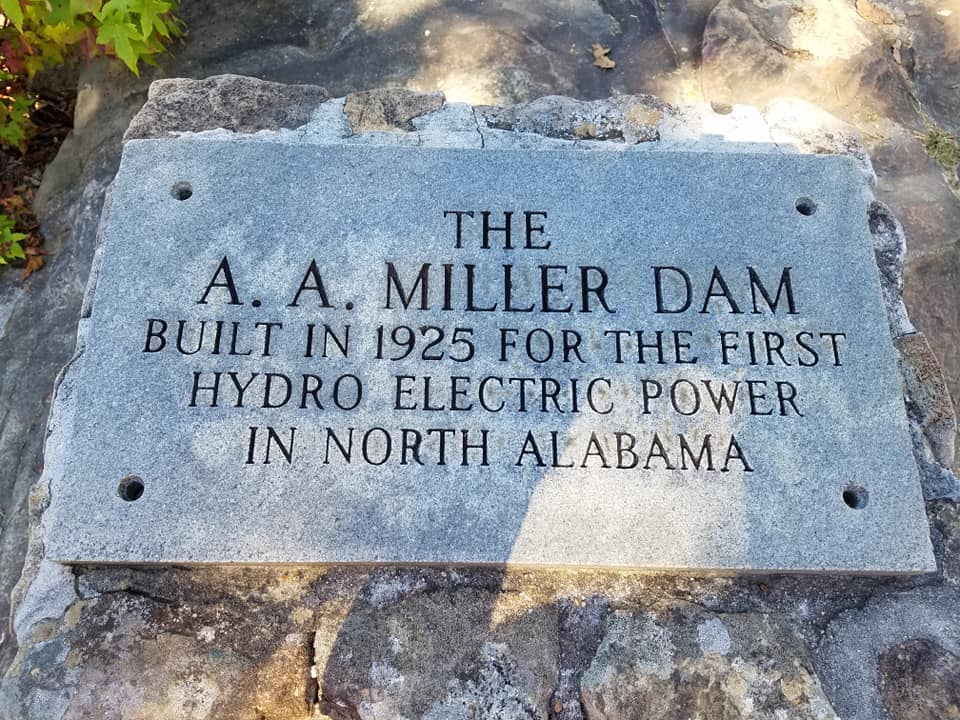 THE
A. A. MILLER DAM
BUILT IN 1925 FOR THE FIRST
HYDRO ELECTRIC POWER
IN NORTH ALABAMA